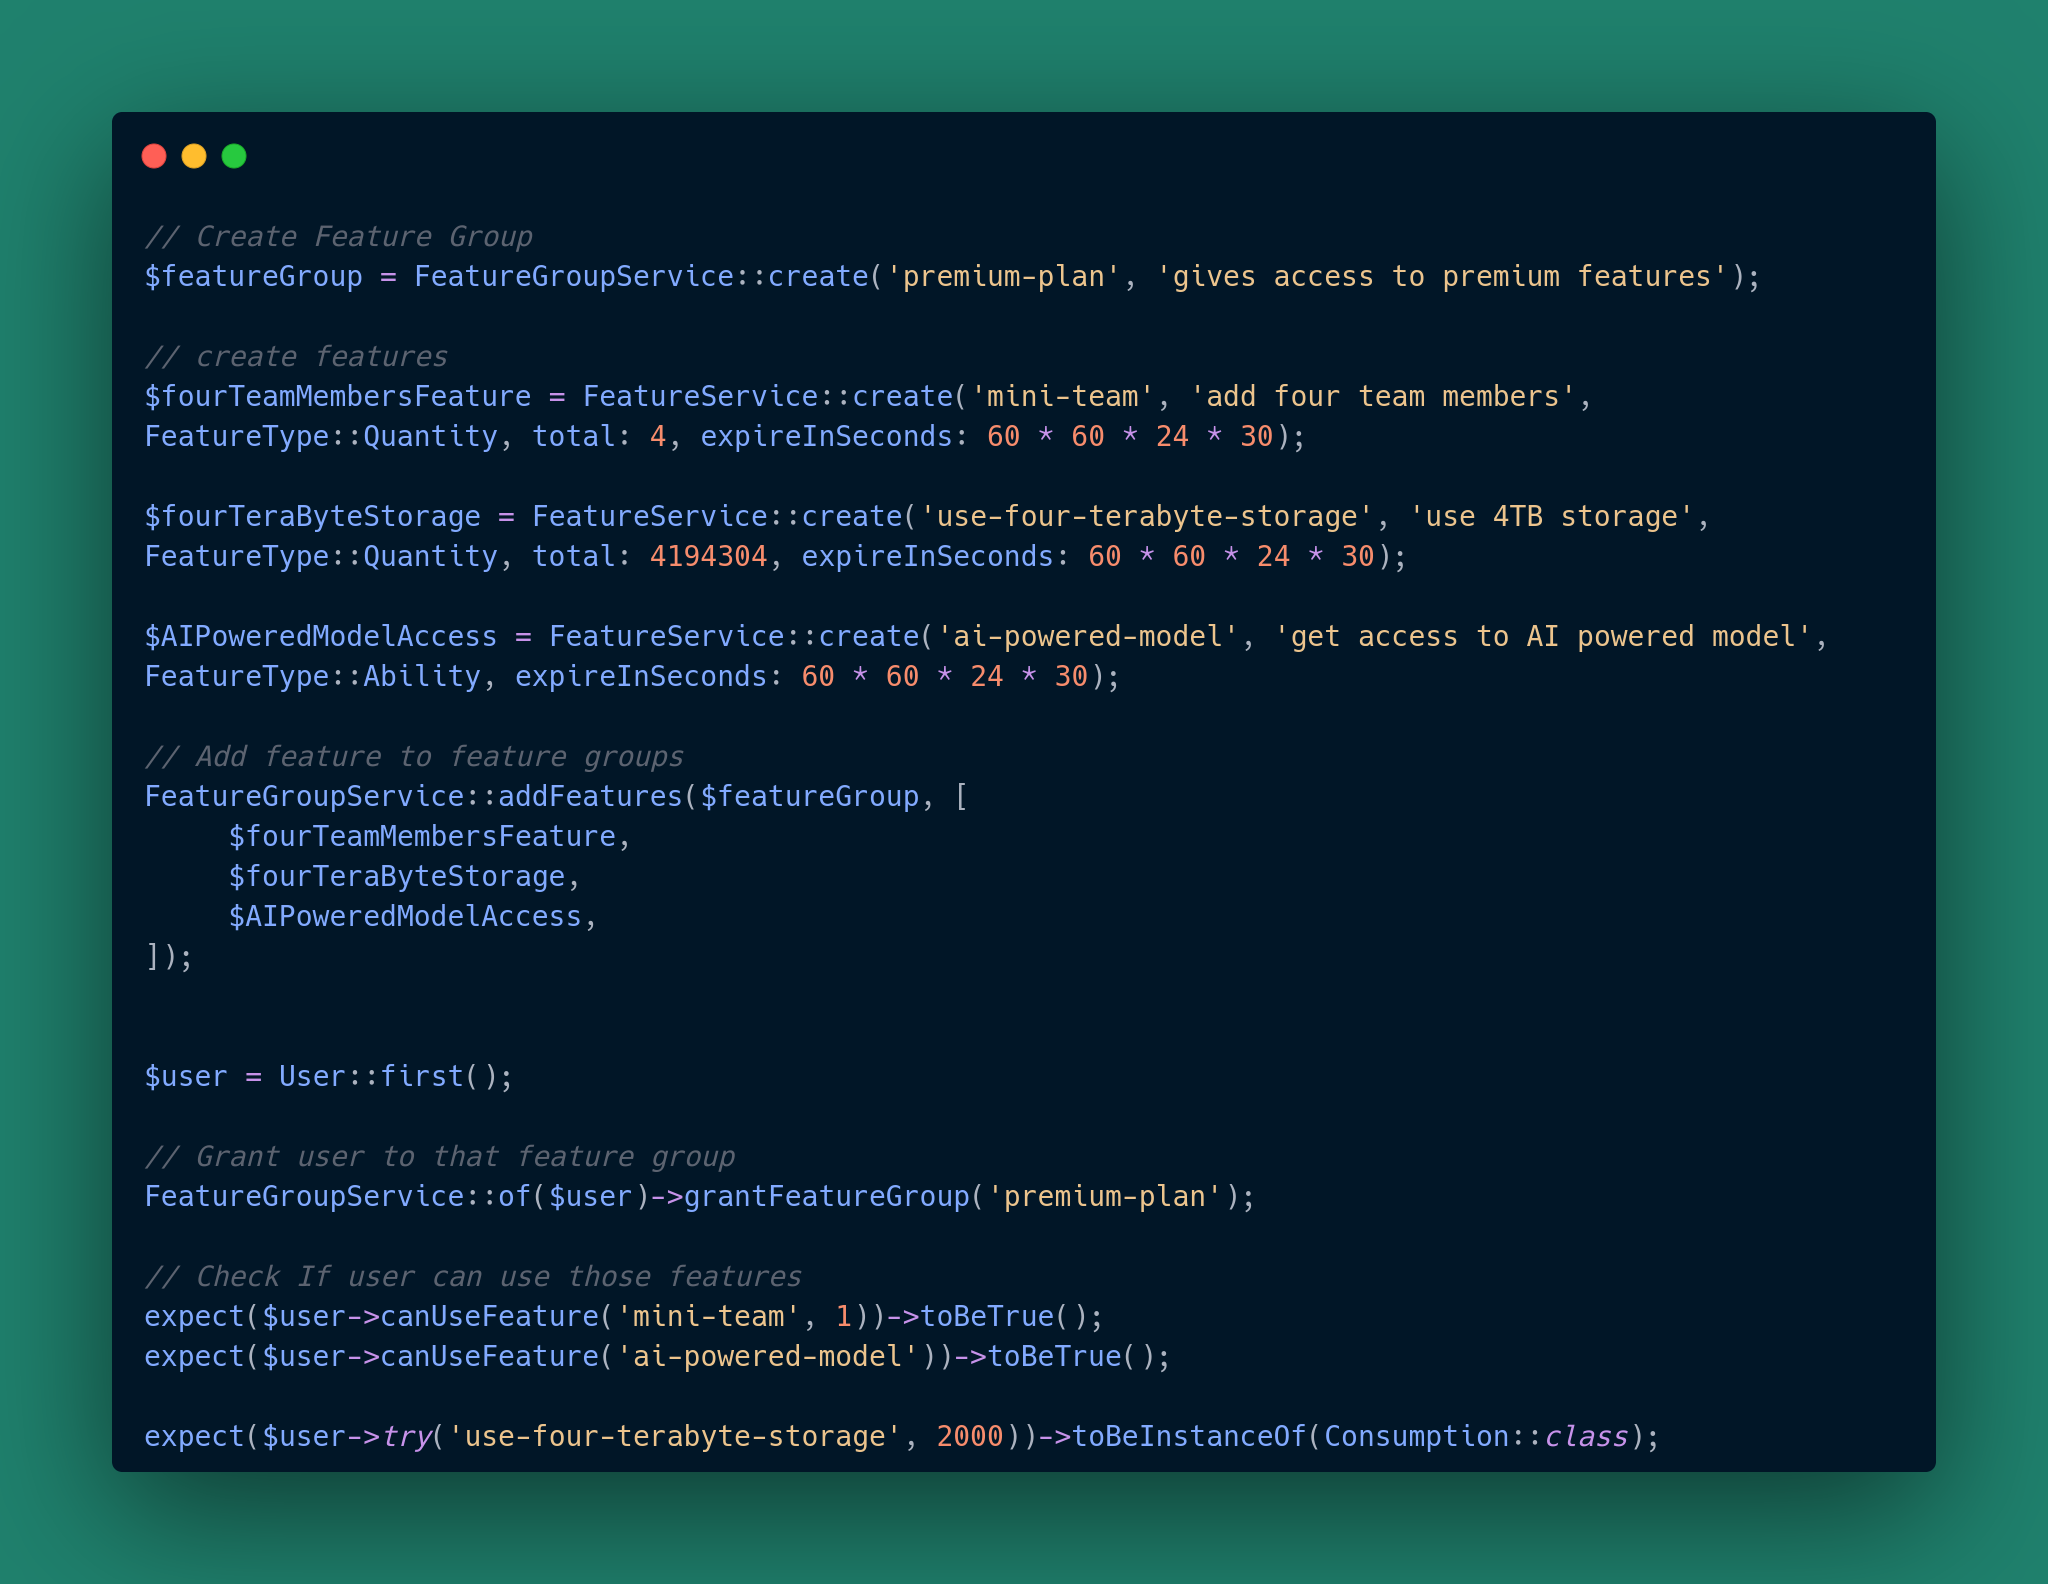 // Create Feature Group
$featureGroup = FeatureGroupService::create('premium-plan', 'gives access to premium features');
// create features
$fourTeamMembersFeature = FeatureService::create('mini-team', 'add four team members',
FeatureType::Quantity, total: 4, expireInSeconds: 60 * 60 * 24 * 30);
$fourTeraByteStorage = FeatureService::create('use-four-terabyte-storage', 'use 4TB storage',
FeatureType::Quantity, total: 4194304, expireInSeconds: 60 * 60 * 24 * 30);
$AIPoweredModelAccess = FeatureService::create('ai-powered-model', 'get access to AI powered model',
FeatureType::Ability, expireInSeconds: 60 * 60 * 24 * 30);
// Add feature to feature groups
FeatureGroupService::addFeatures($featureGroup, [
     $fourTeamMembersFeature,
     $fourTeraByteStorage,
     $AIPoweredModelAccess,
]);
$user = User::first();
// Grant user to that feature group
FeatureGroupService::of($user)->grantFeatureGroup('premium-plan');
// Check If user can use those features
expect($user->canUseFeature('mini-team', 1))->toBeTrue();
expect($user->canUseFeature('ai-powered-model'))->toBeTrue();
expect($user->try('use-four-terabyte-storage', 2000))->toBeInstanceOf(Consumption::class);